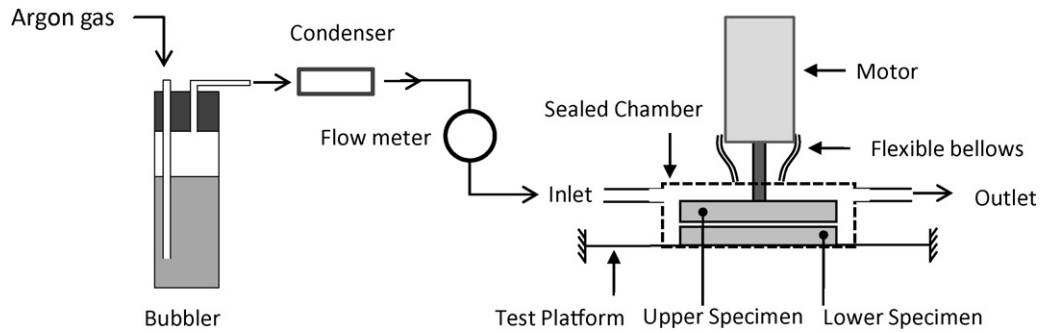 Argon gas
Condenser
Motor
Sealed Chamber
Flow meter
Flexible bellows
Inlet
Outlet
Bubbler
Test Platform
Upper Specimen
Lower Specimen